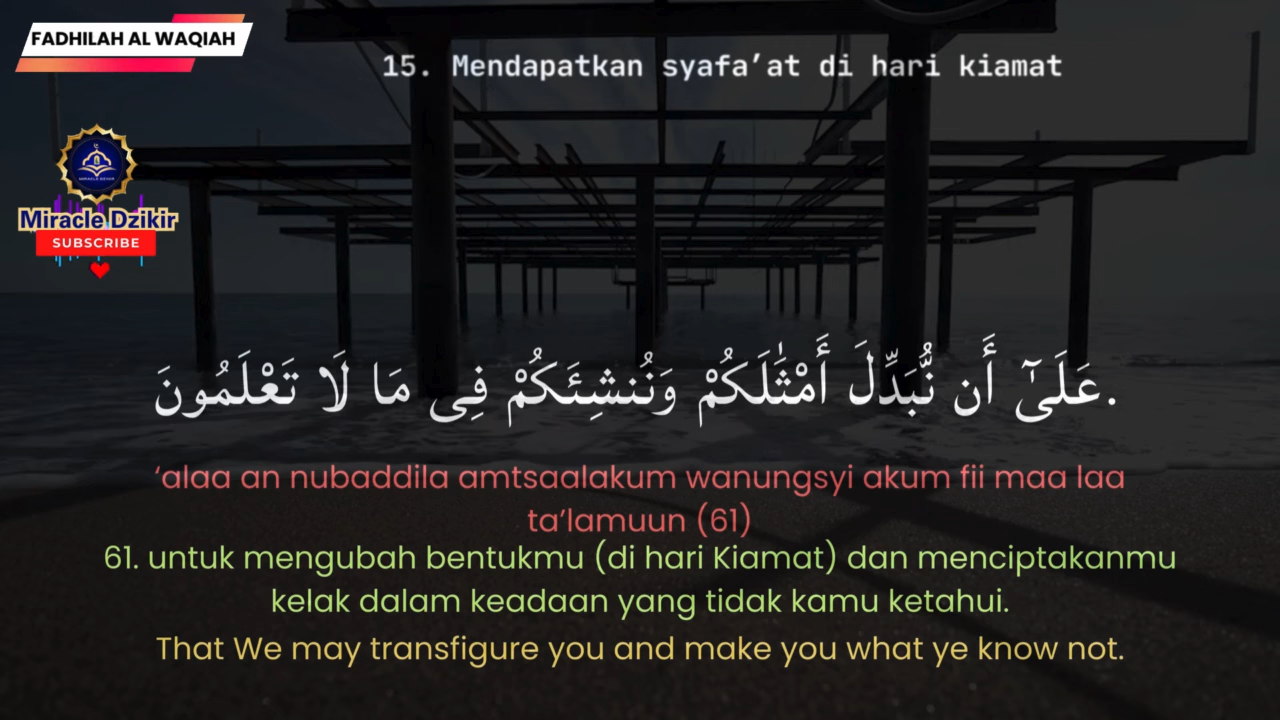 FADHILAH AL WAQIAH
15. Mendapatkan syafa’at di hari kiamat
MIRACLE DZIKIR
Miracle Dzikir
SUBSCRIBE
عَلَىٰٓ أَن نُّبَدِّلَ أَمْثَٰلَكُمْ وَنُنشِئَكُمْ فِى مَا لَا تَعْلَمُونَ.
‘alaa an nubaddila amtsaalakum wanungsyi akum fii maa laa
ta’lamuun (61)
61. untuk mengubah bentukmu (di hari Kiamat) dan menciptakanmu
kelak dalam keadaan yang tidak kamu ketahui.
That We may transfigure you and make you what ye know not.